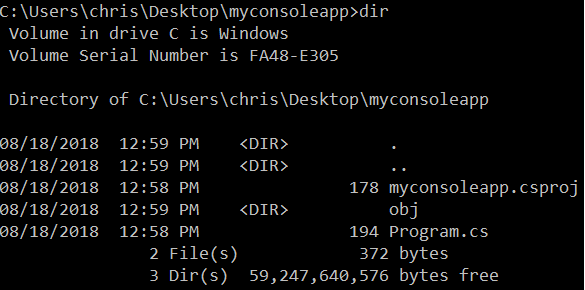 C:\Users\chris\Desktop\myconsoleapp>dir
 Volume in drive C is Windows
 Volume Serial Number is FA48-E305

 Directory of C:\Users\chris\Desktop\myconsoleapp

08/18/2018  12:59 PM    <DIR>          .
08/18/2018  12:59 PM    <DIR>          ..
08/18/2018  12:58 PM               178 myconsoleapp.csproj
08/18/2018  12:59 PM    <DIR>          obj
08/18/2018  12:58 PM               194 Program.cs
               2 File(s)            372 bytes
               3 Dir(s)  59,247,640,576 bytes free